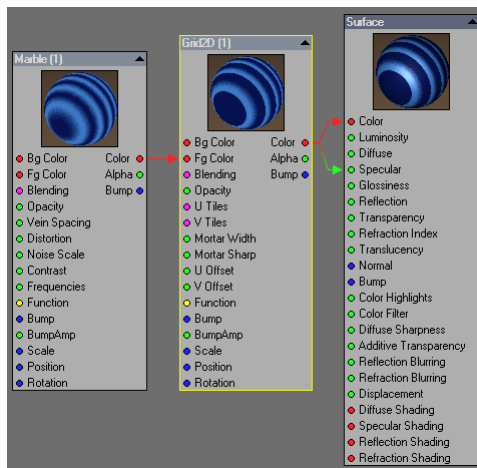 Marble (1)
Bg Color Color
Fg Color Alpha
Blending Bump
Opacity
Vein Spacing
Distortion
Noise Scale
Contrast
Frequencies
Function
Bump
BumpAmp
Scale
Position
Rotation
Grid2D (1)
Bg Color Color
Fg Color Alpha
Blending Bump
Opacity
U Tiles
V Tiles
Mortar Width
Mortar Sharp
U Offset
V Offset
Function
Bump
BumpAmp
Scale
Position
Rotation
Surface
Color
Luminosity
Diffuse
Specular
Glossiness
Reflection
Transparency
Refraction Index
Translucency
Normal
Bump
Color Highlights
Color Filter
Diffuse Sharpness
Additive Transparency
Reflection Blurring
Refraction Blurring
Displacement
Diffuse Shading
Specular Shading
Reflection Shading
Refraction Shading